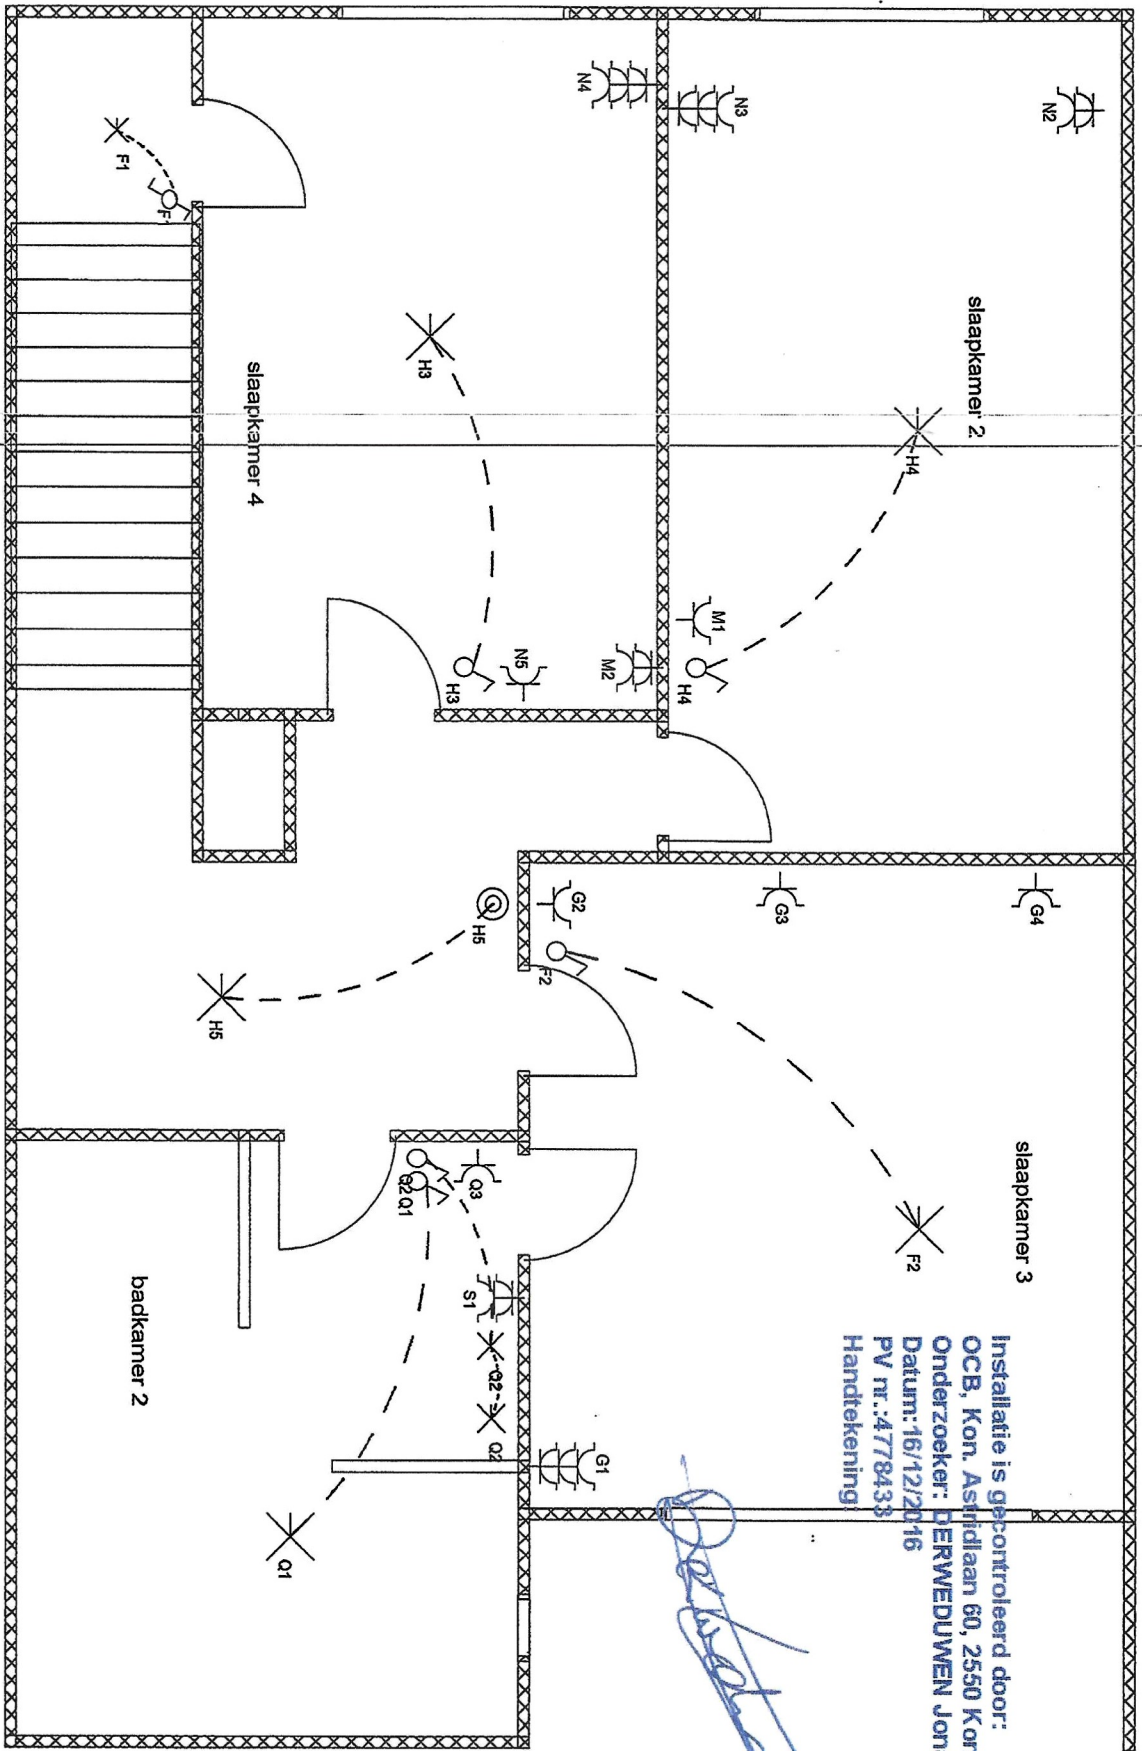 N2
N3
N4
slaapkamer 2
H4
F1
F1
H3
slaapkamer 4
M1
H4
M2
N5
H3
G4
G3
G2
F2
H5
H5
slaapkamer 3
F2
Q3
Q2 Q1
S1
Q2
Q2
G1
badkamer 2
Q1
Installatie is gecontroleerd door:
OCB, Kon. Astridlaan 60, 2550 Kon
Onderzoeker: DERWEDUWEN Jon
Datum:16/12/2016
PV nr.:4778433
Handtekening